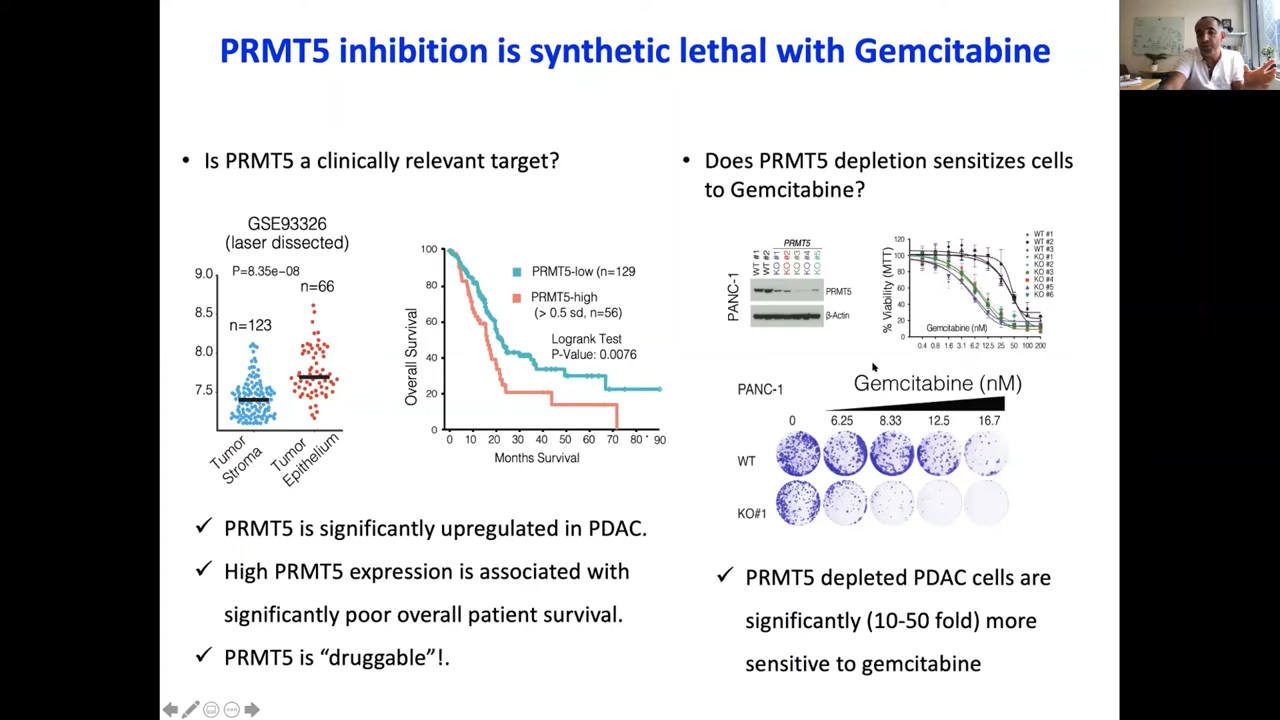 PRMT5 inhibition is synthetic lethal with Gemcitabine
• Is PRMT5 a clinically relevant target?
GSE93326
(laser dissected)
P=8.35e-08
n=66
n=123
9.0
8.5
8.0
7.5
Tumor
Stroma
Tumor
Epithelium
100
80
60
40
20
0
Overall Survival
PRMT5-low (n=129
PRMT5-high
(> 0.5 sd, n=56)
Logrank Test
P-Value: 0.0076
0 10 20 30 40 50 60 70 80 90
Months Survival
✓ PRMT5 is significantly upregulated in PDAC.
✓ High PRMT5 expression is associated with
significantly poor overall patient survival.
✓ PRMT5 is “druggable”!.
• Does PRMT5 depletion sensitizes cells
to Gemcitabine?
PRMT5
WT #1
WT #2
KO #1
KO #2
KO #3
KO #4
KO #5
PANC-1
PRMT5
β-Actin
% Viability (MTT)
120
100
80
60
40
20
0
Gemcitabine (nM)
0.4 0.8 1.6 3.1 6.2 12.5 25 50 100 200
WT #1
WT #2
WT #3
KO #1
KO #2
KO #3
KO #4
KO #5
KO #6
PANC-1
Gemcitabine (nM)
0 6.25 8.33 12.5 16.7
WT
KO#1
✓ PRMT5 depleted PDAC cells are
significantly (10-50 fold) more
sensitive to gemcitabine